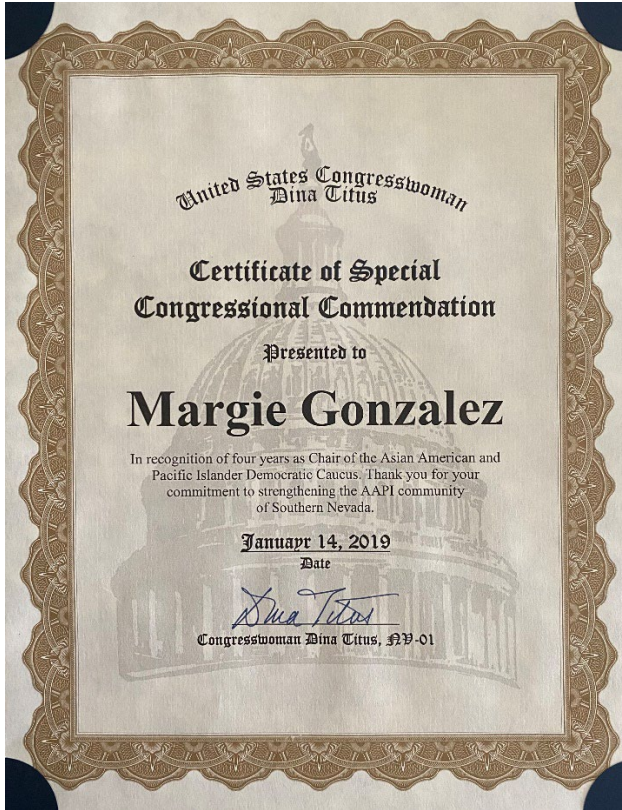 United States Congresswoman
Dina Titus
Certificate of Special
Congressional Commendation
Presented to
Margie Gonzalez
In recognition of four years as Chair of the Asian American and
Pacific Islander Democratic Caucus. Thank you for your
commitment to strengthening the AAPI community
of Southern Nevada.
Januapr 14, 2019
Date
Dina Titus
Congresswoman Dina Titus, NV-01